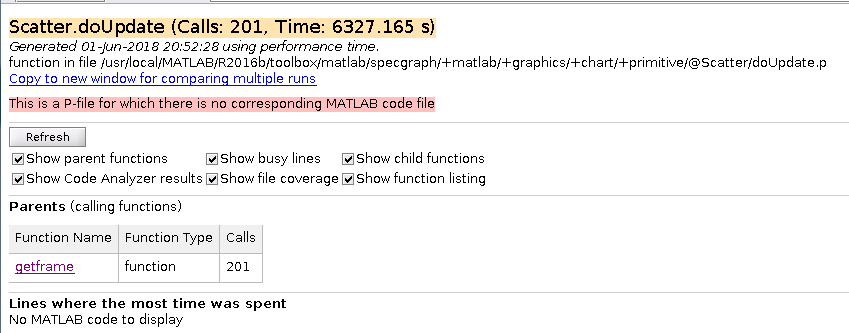 Scatter.doUpdate (Calls: 201, Time: 6327.165 s)
Generated 01-Jun-2018 20:52:28 using performance time.
function in file /usr/local/MATLAB/R2016b/toolbox/matlab/specgraph/+matlab/+graphics/+chart/+primitive/@Scatter/doUpdate.p
Copy to new window for comparing multiple runs
This is a P-file for which there is no corresponding MATLAB code file
Refresh
Show parent functions Show busy lines Show child functions
Show Code Analyzer results Show file coverage Show function listing
Parents (calling functions)
Function Name Function Type Calls
getframe function 201
Lines where the most time was spent
No MATLAB code to display